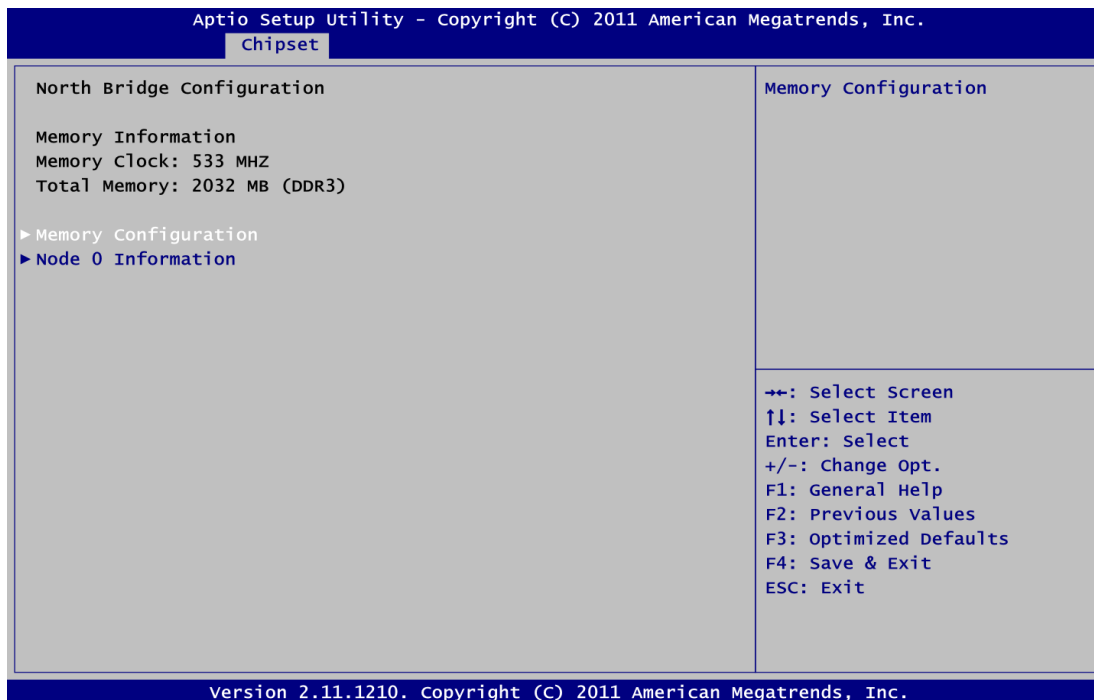 Aptio Setup Utility - Copyright (C) 2011 American Megatrends, Inc.
Chipset
North Bridge Configuration
Memory Information
Memory Clock: 533 MHZ
Total Memory: 2032 MB (DDR3)
►Memory Configuration
►Node 0 Information
Memory Configuration
→←: Select Screen
↑↓: Select Item
Enter: Select
+/-: Change Opt.
F1: General Help
F2: Previous Values
F3: Optimized Defaults
F4: Save & Exit
ESC: Exit
Version 2.11.1210. Copyright (C) 2011 American Megatrends, Inc.